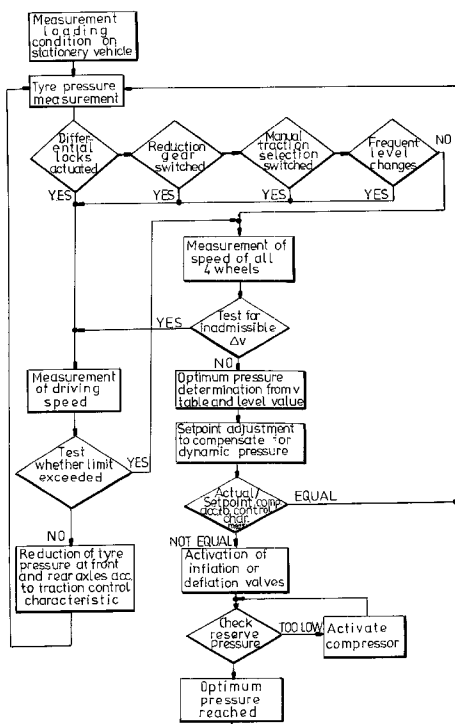 Measurement
loading
condition on
stationery vehicle
Tyre pressure
measurement
Differ-
ential
locks
actuated
Reduction
gear
switched
Manual
traction
selection
switched
Frequent
level
changes
NO
YES
YES
YES
YES
Measurement of
speed of all
4 wheels
YES
Test for
inadmissible
Δv
NO
Measurement
of driving
speed
Optimum pressure
determination from v
table and level value
Setpoint adjustment
to compensate for
dynamic pressure
Test
whether limit
exceeded
YES
Actual/
Setpoint comp.
acc.to control
char.
EQUAL
NO
NOT EQUAL
Reduction of tyre
pressure at front
and rear axles acc.
to traction control
characteristic
Activation of
inflation or
deflation valves
Check
reserve
pressure
TOO LOW
Activate
compressor
Optimum
pressure
reached